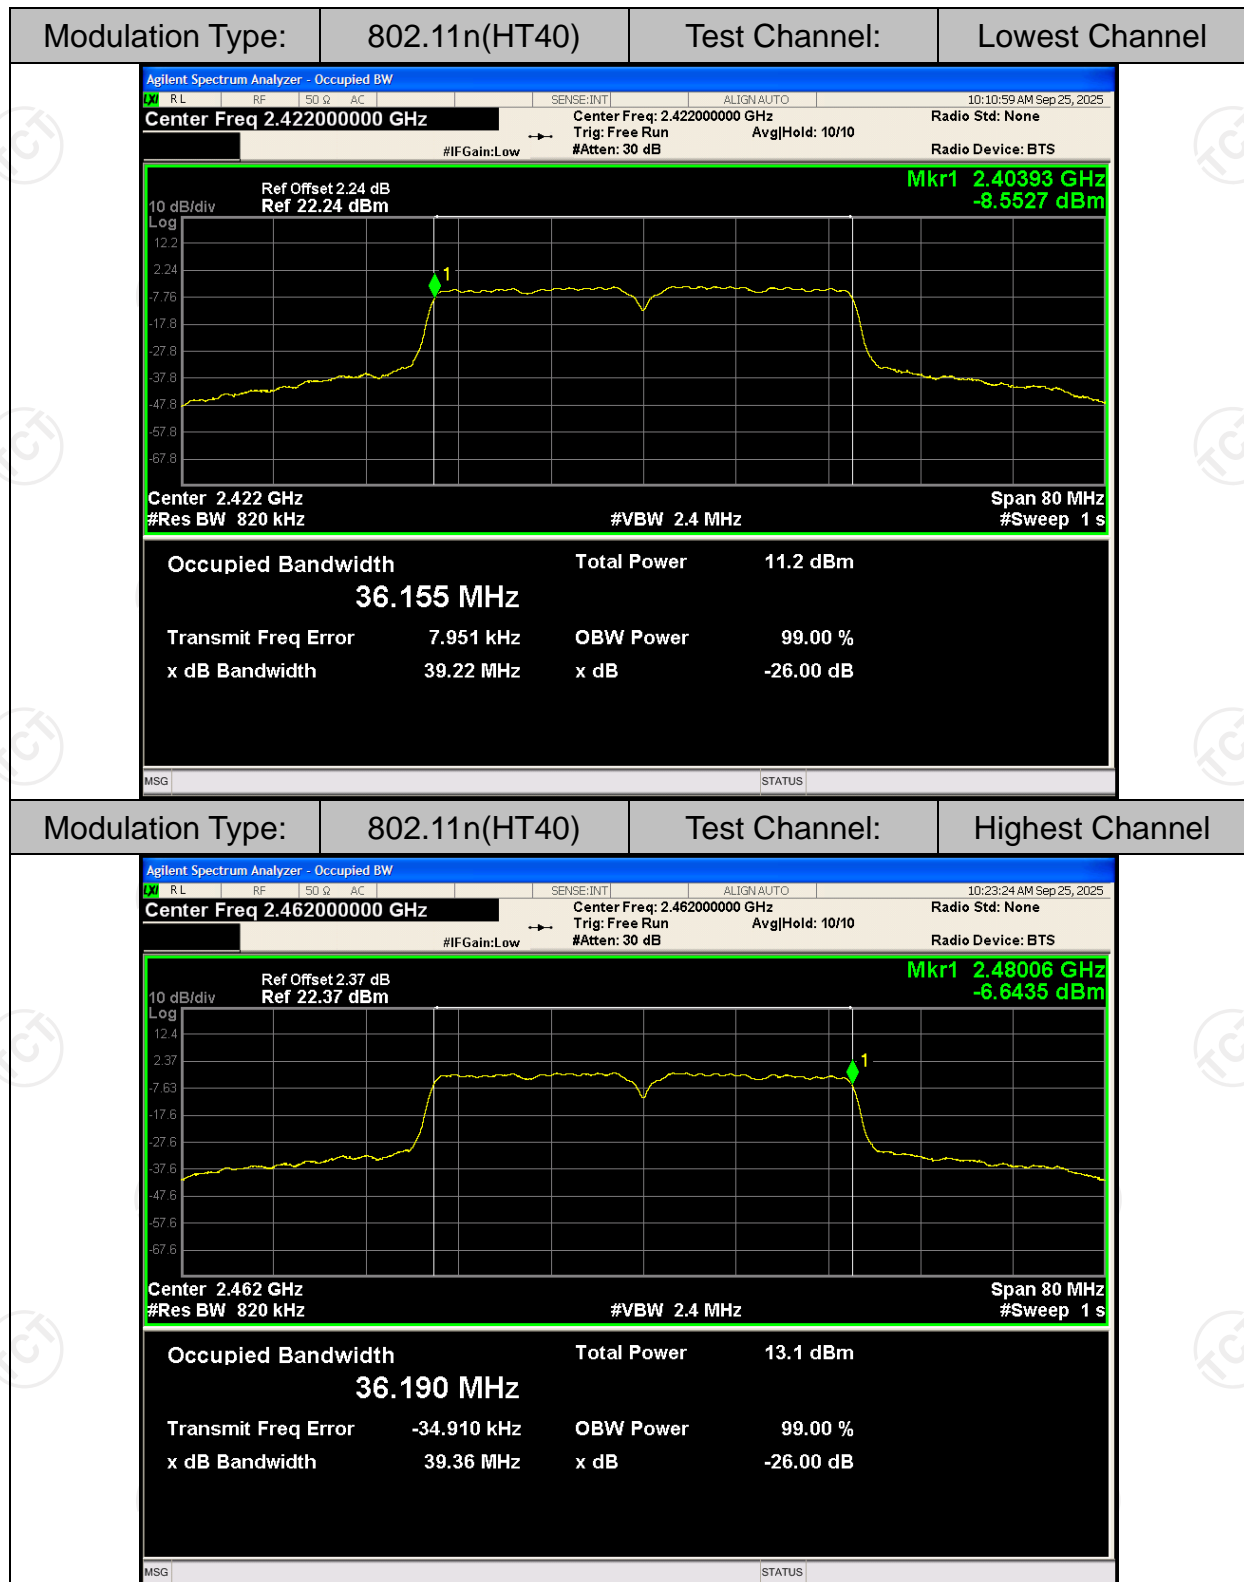 Modulation Type: 802.11n(HT40) Test Channel: Lowest Channel
Agilent Spectrum Analyzer - Occupied BW
LXI RL RF 50 Ω AC SENSE:INT ALIGN AUTO 10:10:59 AM Sep 25, 2025
Center Freq 2.422000000 GHz Center Freq: 2.422000000 GHz Radio Std: None
Trig: Free Run Avg|Hold: 10/10
#IFGain:Low #Atten: 30 dB Radio Device: BTS
Mkr1 2.40393 GHz
-8.5527 dBm
Ref Offset 2.24 dB
10 dB/div Ref 22.24 dBm
Log
12.2
2.24
1
-7.76
-17.8
-27.8
-37.8
-47.8
-57.8
-67.8
Center 2.422 GHz Span 80 MHz
#Res BW 820 kHz #VBW 2.4 MHz #Sweep 1 s
Occupied Bandwidth Total Power 11.2 dBm
36.155 MHz
Transmit Freq Error 7.951 kHz OBW Power 99.00 %
x dB Bandwidth 39.22 MHz x dB -26.00 dB
MSG STATUS
Modulation Type: 802.11n(HT40) Test Channel: Highest Channel
Agilent Spectrum Analyzer - Occupied BW
LXI RL RF 50 Ω AC SENSE:INT ALIGN AUTO 10:23:24 AM Sep 25, 2025
Center Freq 2.462000000 GHz Center Freq: 2.462000000 GHz Radio Std: None
Trig: Free Run Avg|Hold: 10/10
#IFGain:Low #Atten: 30 dB Radio Device: BTS
Mkr1 2.48006 GHz
-6.6435 dBm
Ref Offset 2.37 dB
10 dB/div Ref 22.37 dBm
Log
12.4
2.37
1
-7.63
-17.6
-27.6
-37.6
-47.6
-57.6
-67.6
Center 2.462 GHz Span 80 MHz
#Res BW 820 kHz #VBW 2.4 MHz #Sweep 1 s
Occupied Bandwidth Total Power 13.1 dBm
36.190 MHz
Transmit Freq Error -34.910 kHz OBW Power 99.00 %
x dB Bandwidth 39.36 MHz x dB -26.00 dB
MSG STATUS
TCT